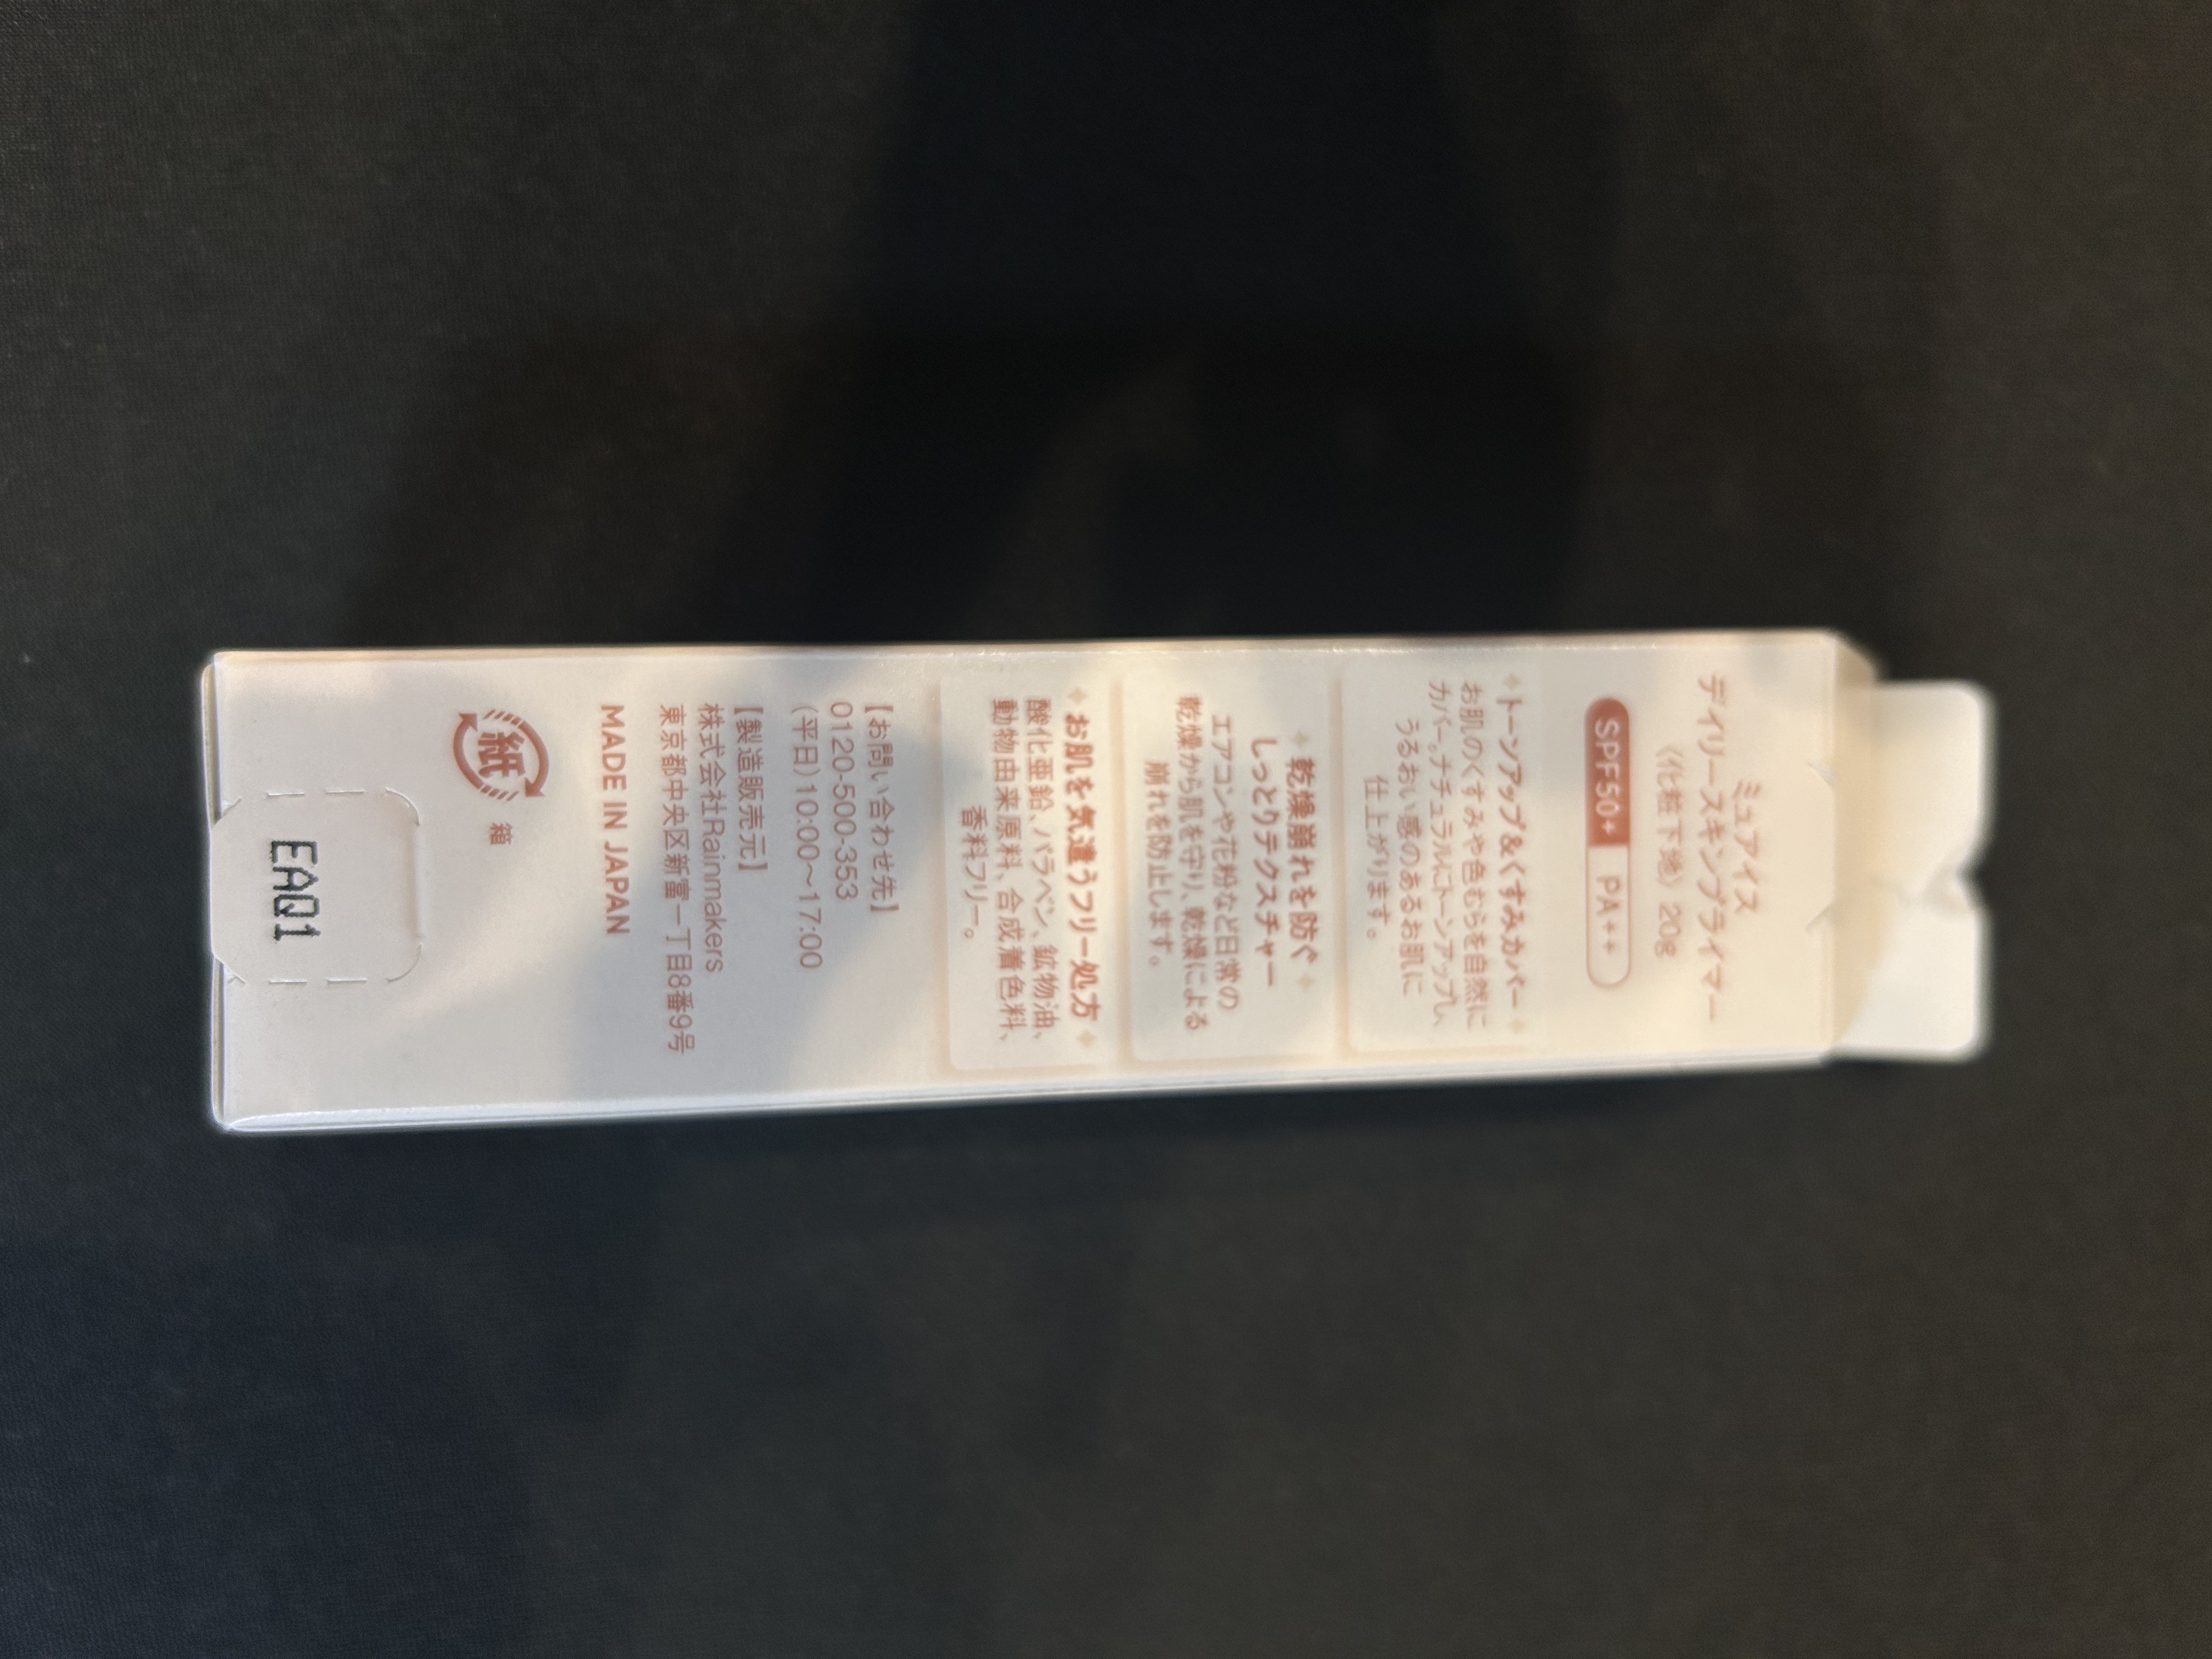 ミュアイス
デイリースキンプライマー
〈化粧下地〉 20g
SPF50+ PA++
トーンアップ&くすみカバー
お肌のくすみや色むらを自然に
カバー。ナチュラルにトーンアップし、
うるおい感のあるお肌に
仕上がります。
乾燥崩れを防ぐ
しっとりテクスチャー
エアコンや花粉など日常の
乾燥から肌を守り、乾燥による
崩れを防止します。
お肌を気遣うフリー処方
酸化亜鉛、パラベン、鉱物油、
動物由来原料、合成着色料、
香料フリー。
【お問い合わせ先】
0120-500-353
(平日)10:00〜17:00
【製造販売元】
株式会社Rainmakers
東京都中央区新富一丁目8番9号
MADE IN JAPAN
紙
箱
EAQ1